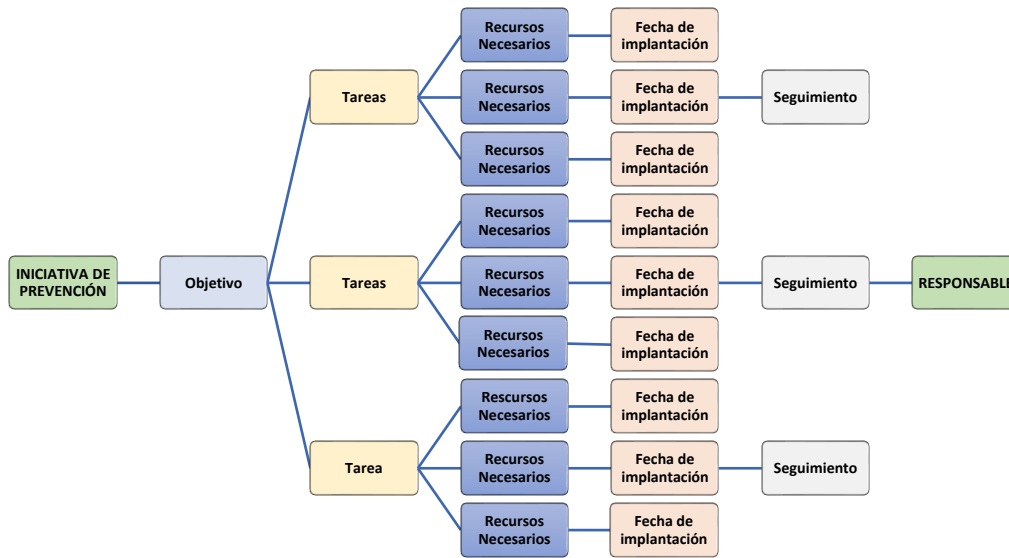 Recursos
Necesarios
Fecha de
implantación
Tareas
Recursos
Necesarios
Fecha de
implantación
Seguimiento
Recursos
Necesarios
Fecha de
implantación
Recursos
Necesarios
Fecha de
implantación
INICIATIVA DE
PREVENCIÓN
Objetivo
Tareas
Recursos
Necesarios
Fecha de
implantación
Seguimiento
RESPONSABLE
Recursos
Necesarios
Fecha de
implantación
Rescursos
Necesarios
Fecha de
implantación
Tarea
Recursos
Necesarios
Fecha de
implantación
Seguimiento
Recursos
Necesarios
Fecha de
implantación